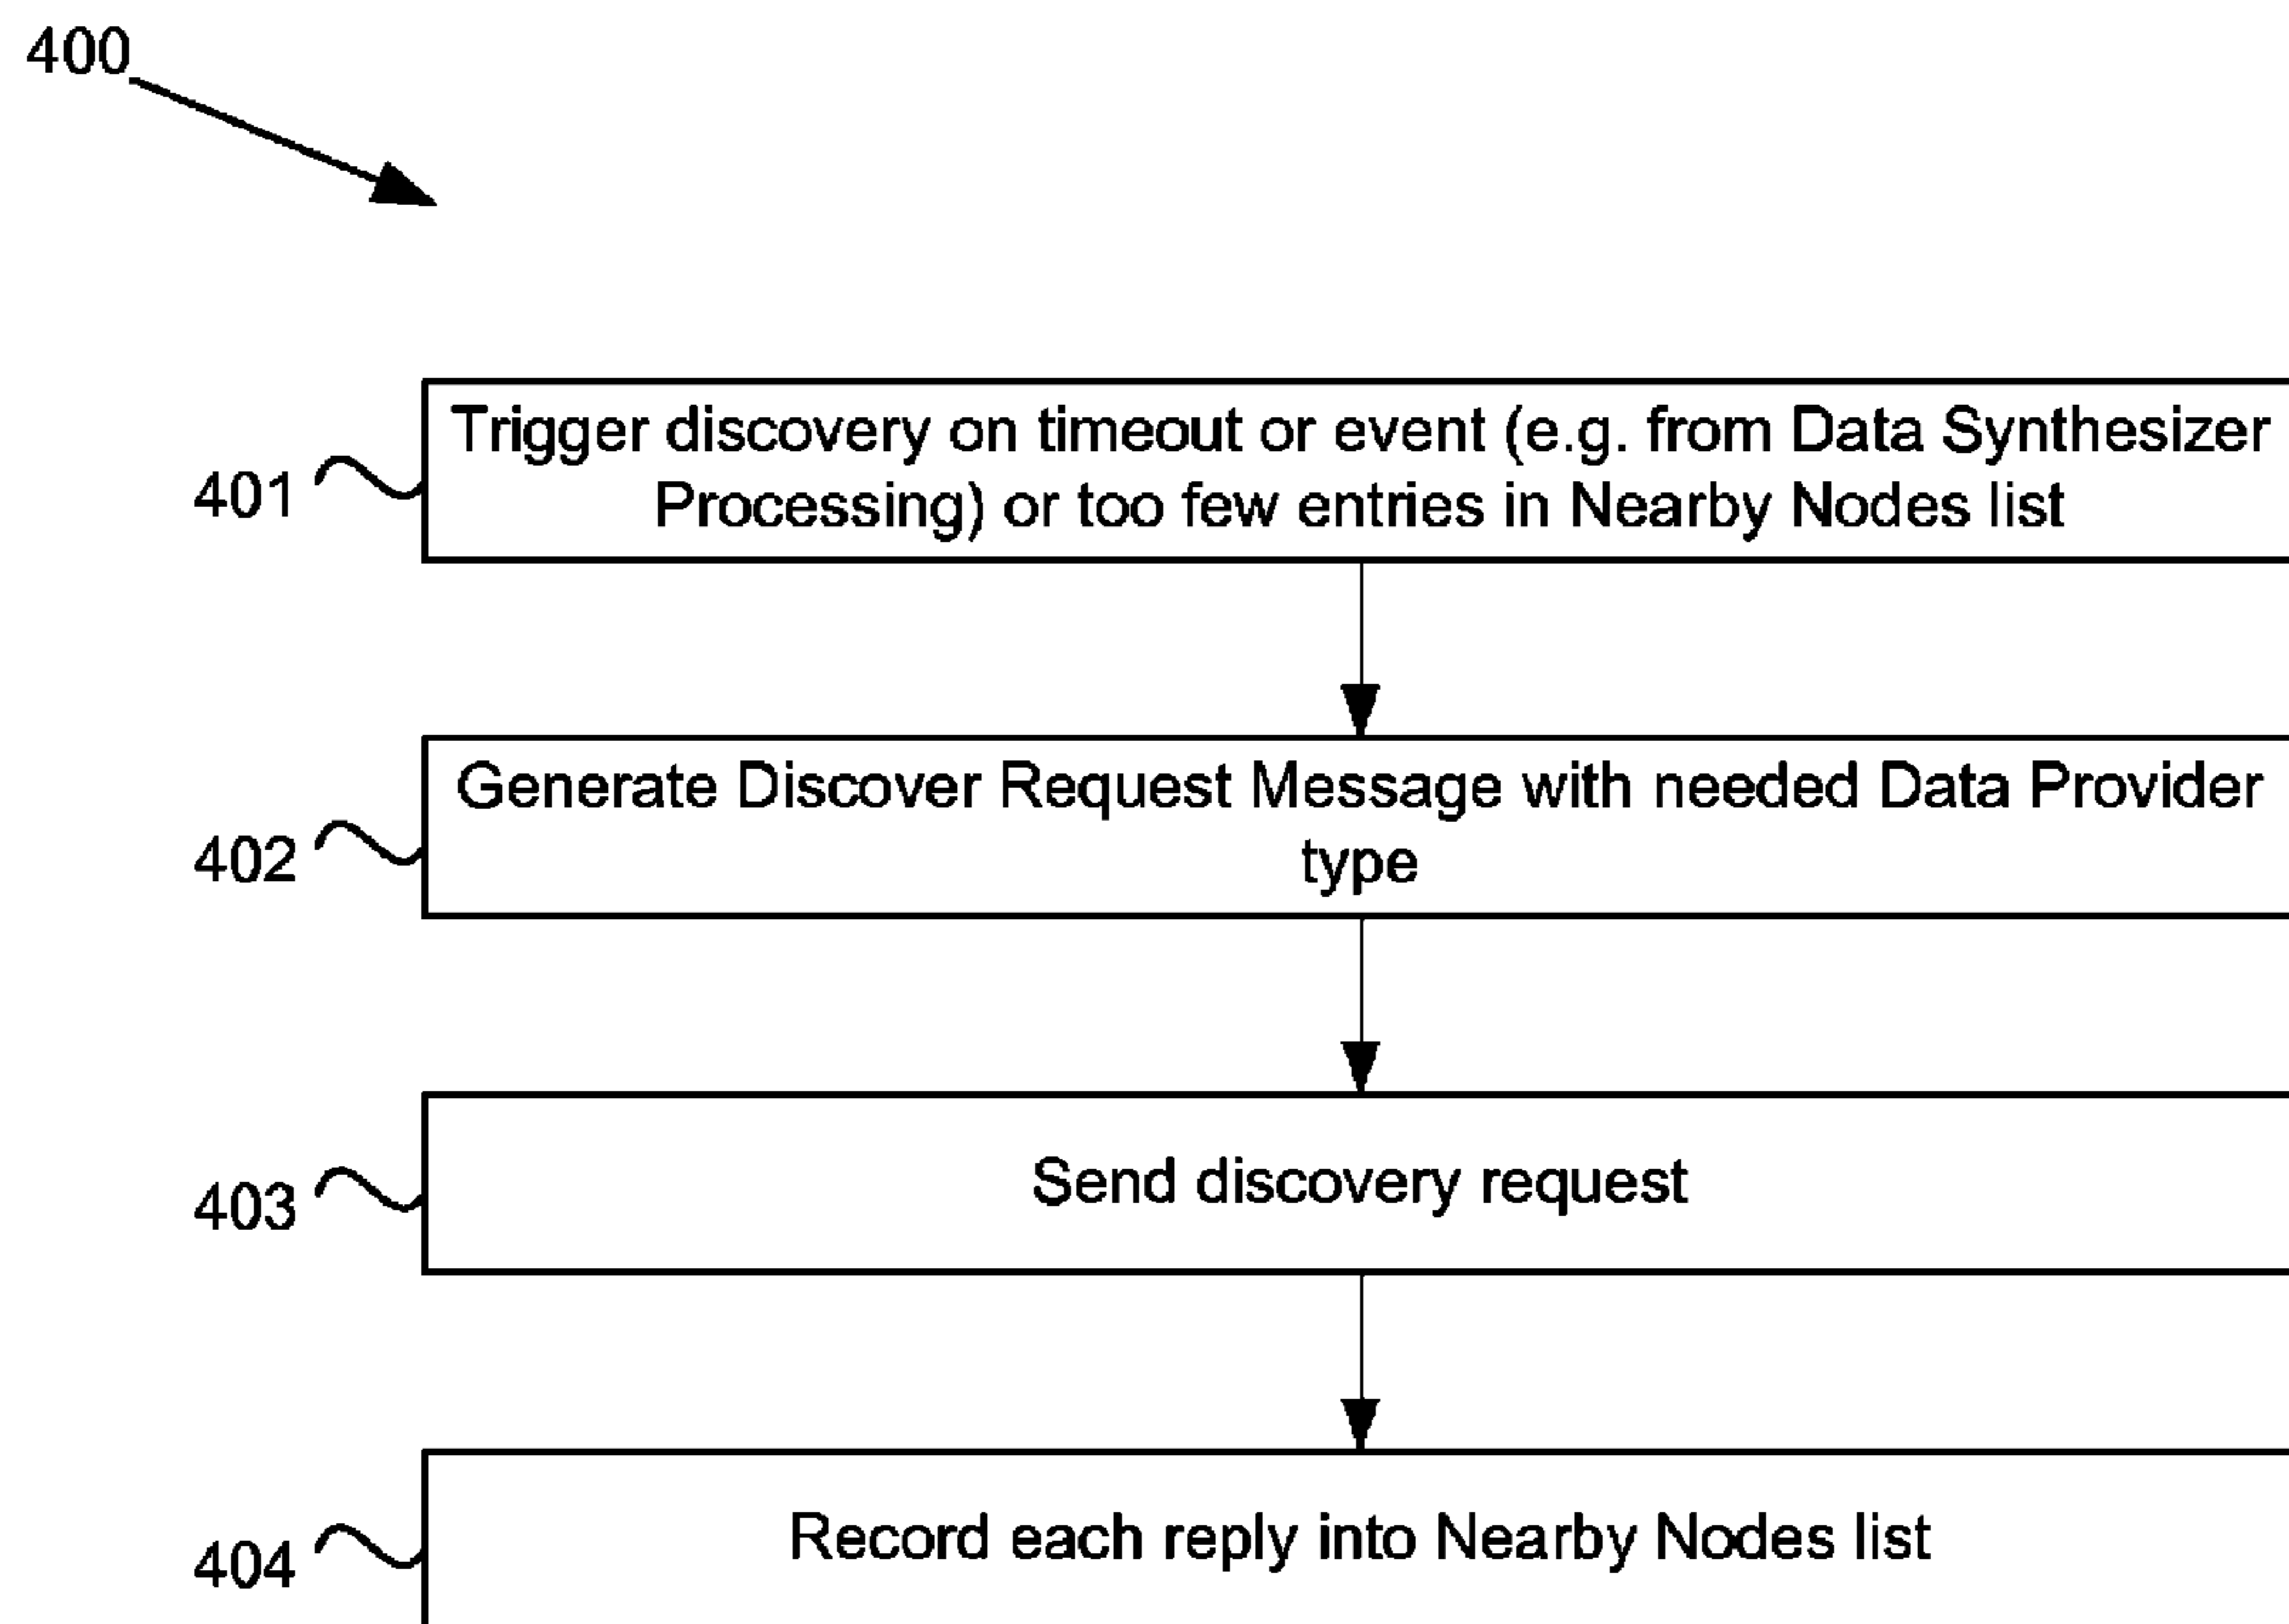 400
401
Trigger discovery on timeout or event (e.g. from Data Synthesizer
Processing) or too few entries in Nearby Nodes list
402
Generate Discover Request Message with needed Data Provider
type
403
Send discovery request
404
Record each reply into Nearby Nodes list